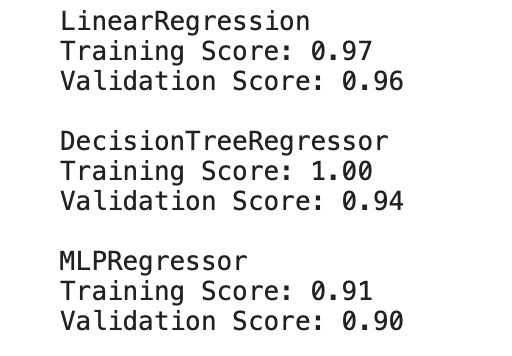 LinearRegression
Training Score: 0.97
Validation Score: 0.96
DecisionTreeRegressor
Training Score: 1.00
Validation Score: 0.94
MLPRegressor
Training Score: 0.91
Validation Score: 0.90